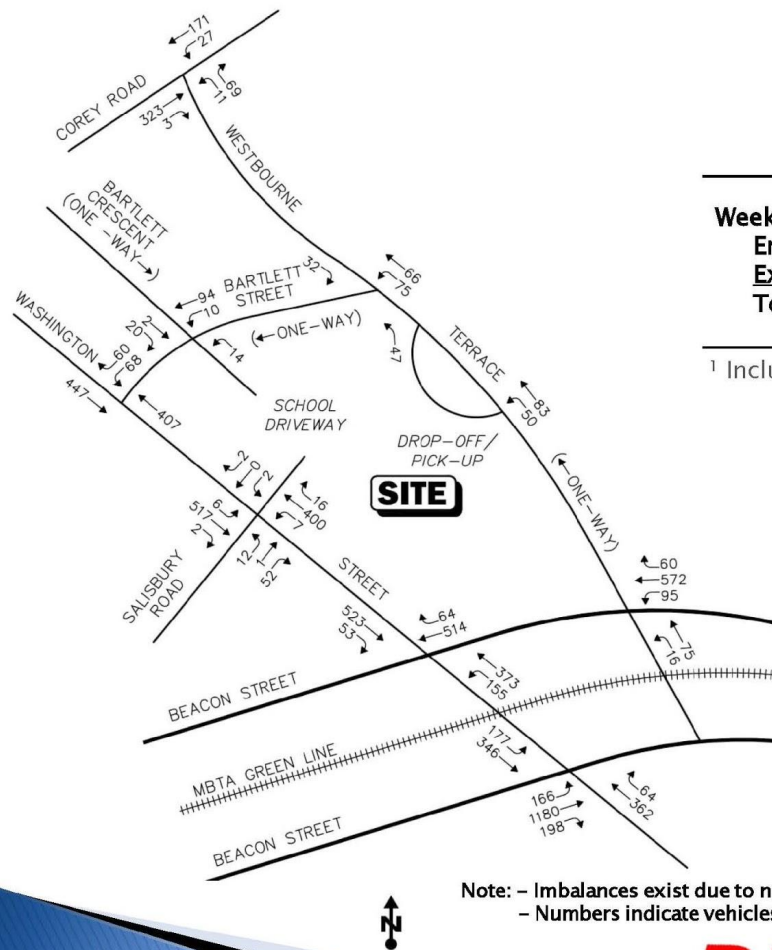 171
27
COREY ROAD
69
11
323
3
WESTBOURNE
BARTLETT
CRESCENT
(ONE -WAY→)
32
66
75
BARTLETT
STREET
94
10
(←ONE-WAY)
2
20
14
47
TERRACE
WASHINGTON
60
68
447
407
SCHOOL
DRIVEWAY
DROP-OFF/
PICK-UP
83
50
(←ONE-WAY)
SITE
2
0
2
6
517
2
16
400
7
12
1
52
SALISBURY
ROAD
STREET
60
572
95
64
514
523
53
75
16
373
155
BEACON STREET
MBTA GREEN LINE
177
346
BEACON STREET
166
1180
198
64
362
N
Week
1 Inclu
Note: - Imbalances exist due to n
- Numbers indicate vehicles